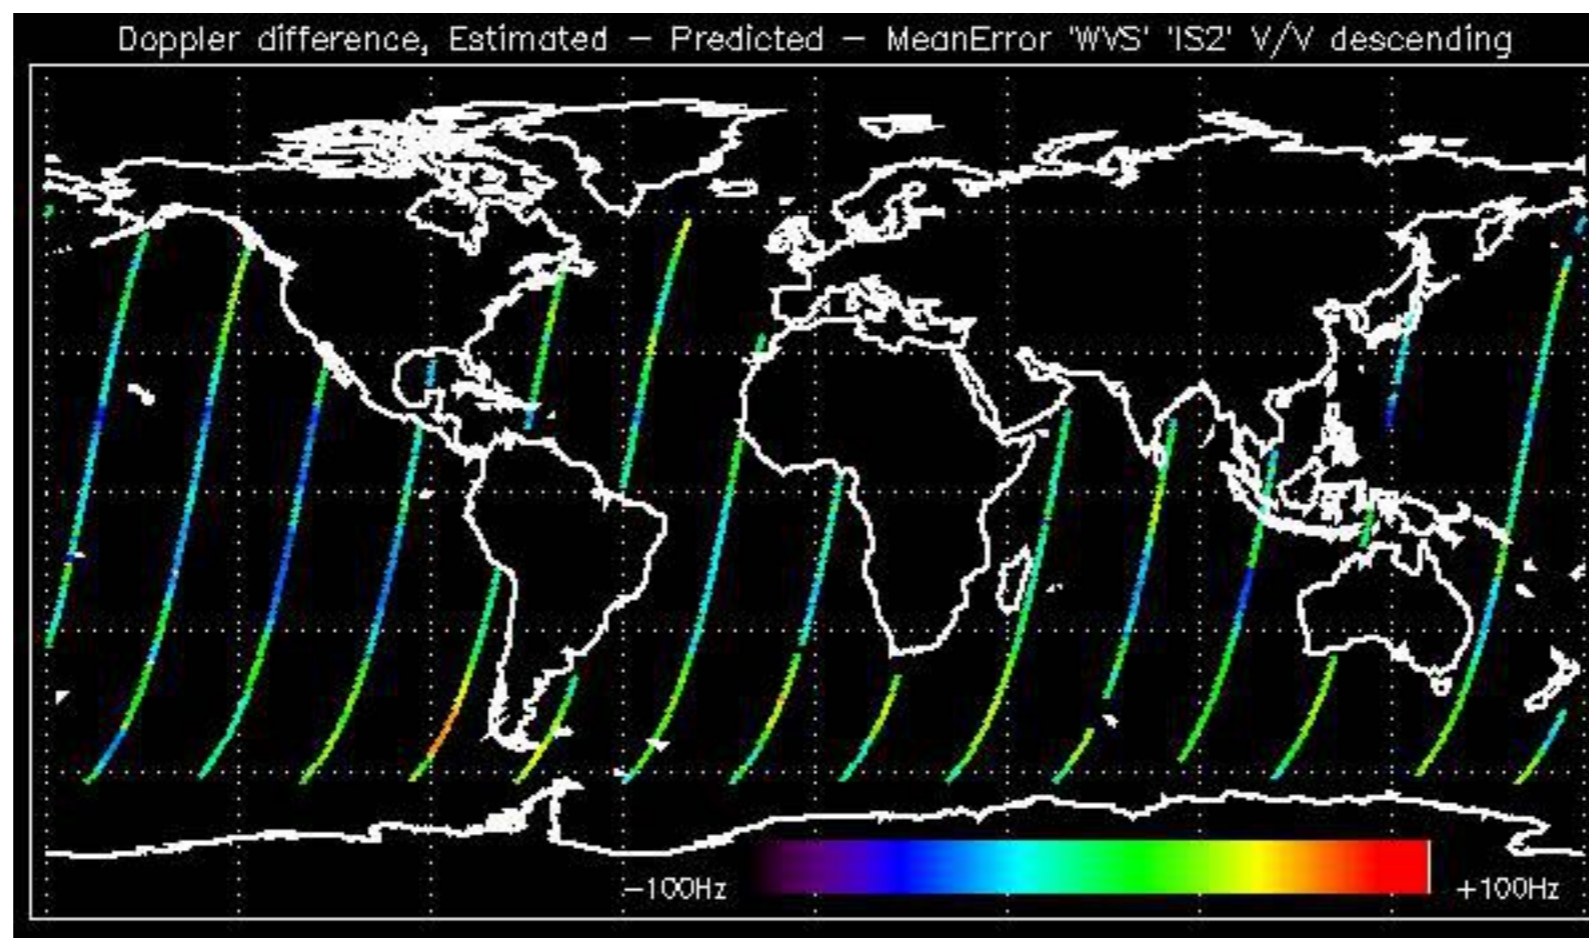 Doppler difference, Estimated – Predicted – MeanError 'WVS' 'IS2' V/V descending
−100Hz +100Hz